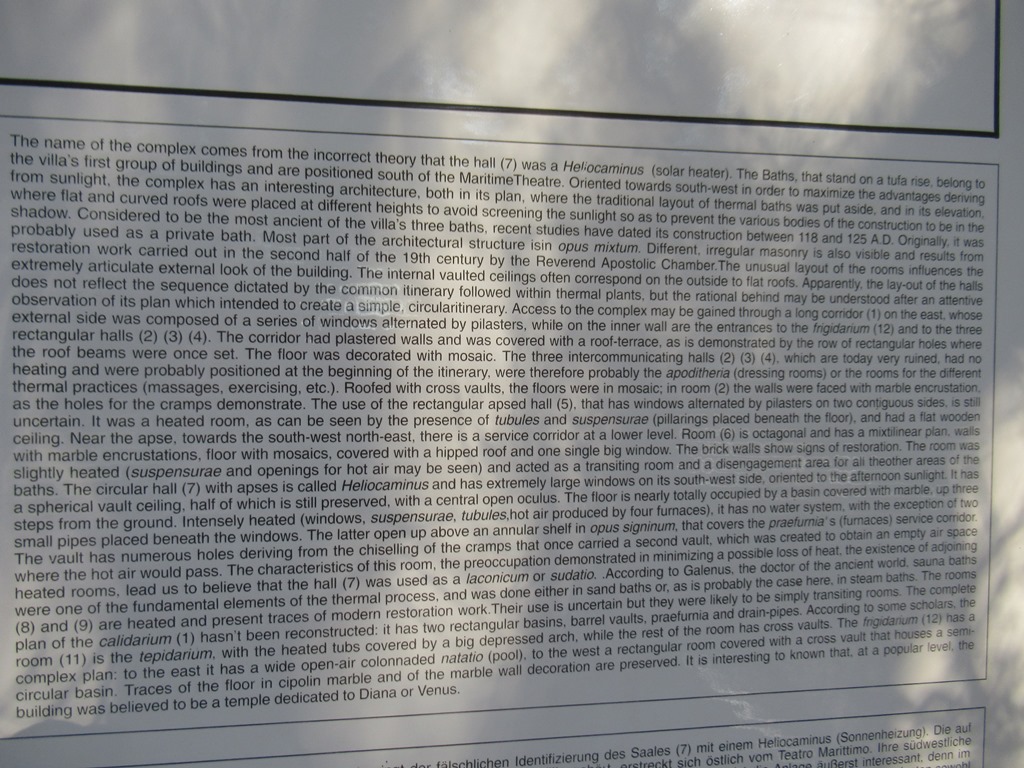 The name of the complex comes from the incorrect theory that the hall (7) was a Heliocaminus (solar heater). The Baths, that stand on a tufa rise, belong to
the villa's first group of buildings and are positioned south of the MaritimeTheatre. Oriented towards south-west in order to maximize the advantages deriving
from sunlight, the complex has an interesting architecture, both in its plan, where the traditional layout of thermal baths was put aside, and in its elevation,
where flat and curved roofs were placed at different heights to avoid screening the sunlight so as to prevent the various bodies of the construction to be in the
shadow. Considered to be the most ancient of the villa's three baths, recent studies have dated its construction between 118 and 125 A.D. Originally, it was
probably used as a private bath. Most part of the architectural structure isin opus mixtum. Different, irregular masonry is also visible and results from
restoration work carried out in the second half of the 19th century by the Reverend Apostolic Chamber.The unusual layout of the rooms influences the
extremely articulate external look of the building. The internal vaulted ceilings often correspond on the outside to flat roofs. Apparently, the lay-out of the halls
does not reflect the sequence dictated by the common itinerary followed within thermal plants, but the rational behind may be understood after an attentive
observation of its plan which intended to create a simple, circularitinerary. Access to the complex may be gained through a long corridor (1) on the east, whose
external side was composed of a series of windows alternated by pilasters, while on the inner wall are the entrances to the frigidarium (12) and to the three
rectangular halls (2) (3) (4). The corridor had plastered walls and was covered with a roof-terrace, as is demonstrated by the row of rectangular holes where
the roof beams were once set. The floor was decorated with mosaic. The three intercommunicating halls (2) (3) (4), which are today very ruined, had no
heating and were probably positioned at the beginning of the itinerary, were therefore probably the apoditheria (dressing rooms) or the rooms for the different
thermal practices (massages, exercising, etc.). Roofed with cross vaults, the floors were in mosaic; in room (2) the walls were faced with marble encrustation,
as the holes for the cramps demonstrate. The use of the rectangular apsed hall (5), that has windows alternated by pilasters on two contiguous sides, is still
uncertain. It was a heated room, as can be seen by the presence of tubules and suspensurae (pillarings placed beneath the floor), and had a flat wooden
ceiling. Near the apse, towards the south-west north-east, there is a service corridor at a lower level. Room (6) is octagonal and has a mixtilinear plan, walls
with marble encrustations, floor with mosaics, covered with a hipped roof and one single big window. The brick walls show signs of restoration. The room was
slightly heated (suspensurae and openings for hot air may be seen) and acted as a transiting room and a disengagement area for all theother areas of the
baths. The circular hall (7) with apses is called Heliocaminus and has extremely large windows on its south-west side, oriented to the afternoon sunlight. It has
a spherical vault ceiling, half of which is still preserved, with a central open oculus. The floor is nearly totally occupied by a basin covered with marble, up three
steps from the ground. Intensely heated (windows, suspensurae, tubules,hot air produced by four furnaces), it has no water system, with the exception of two
small pipes placed beneath the windows. The latter open up above an annular shelf in opus signinum, that covers the praefurnia's (furnaces) service corridor.
The vault has numerous holes deriving from the chiselling of the cramps that once carried a second vault, which was created to obtain an empty air space
where the hot air would pass. The characteristics of this room, the preoccupation demonstrated in minimizing a possible loss of heat, the existence of adjoining
heated rooms, lead us to believe that the hall (7) was used as a laconicum or sudatio. .According to Galenus, the doctor of the ancient world, sauna baths
were one of the fundamental elements of the thermal process, and was done either in sand baths or, as is probably the case here, in steam baths. The rooms
(8) and (9) are heated and present traces of modern restoration work.Their use is uncertain but they were likely to be simply transiting rooms. The complete
plan of the calidarium (1) hasn't been reconstructed: it has two rectangular basins, barrel vaults, praefurnia and drain-pipes. According to some scholars, the
room (11) is the tepidarium, with the heated tubs covered by a big depressed arch, while the rest of the room has cross vaults. The frigidarium (12) has a
complex plan: to the east it has a wide open-air colonnaded natatio (pool), to the west a rectangular room covered with a cross vault that houses a semi-
circular basin. Traces of the floor in cipolin marble and of the marble wall decoration are preserved. It is interesting to known that, at a popular level, the
building was believed to be a temple dedicated to Diana or Venus.
der fälschlichen Identifizierung des Saales (7) mit einem Heliocaminus (Sonnenheizung). Die auf
erstreckt sich östlich vom Teatro Marittimo. Ihre südwestliche
Anlage äußerst interessant, denn im